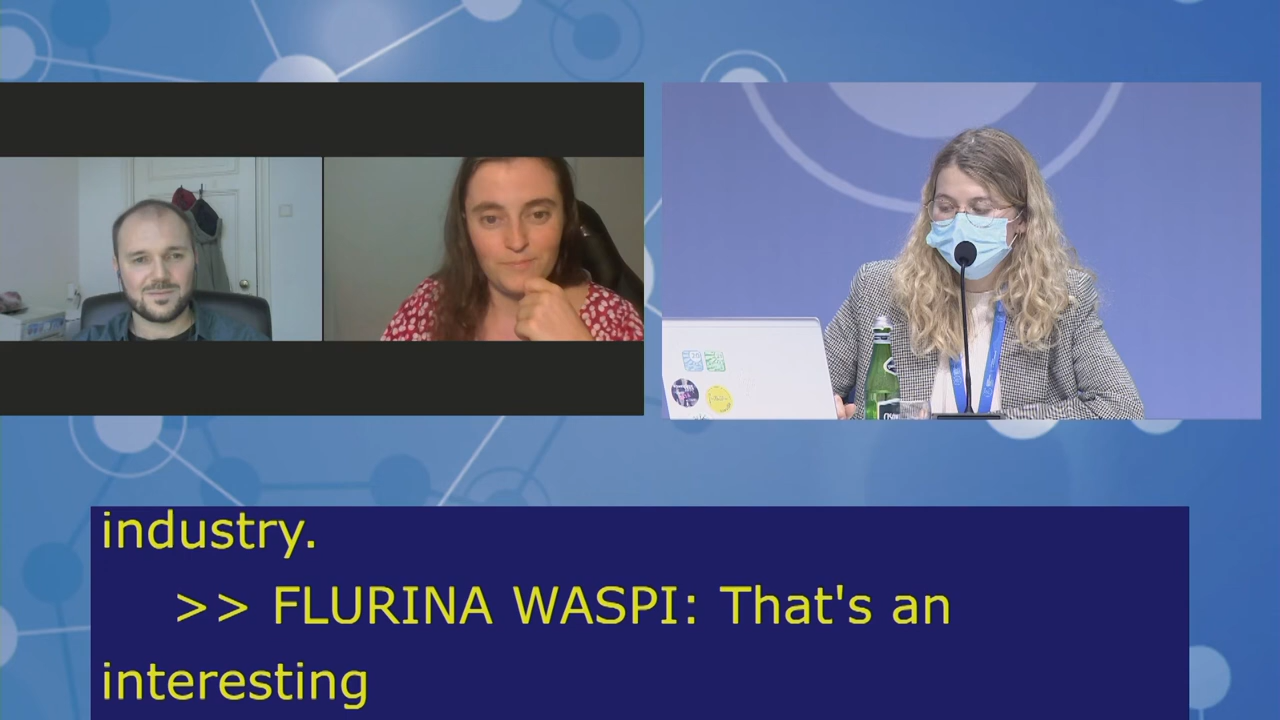 industry.
>> FLURINA WASPI: That's an
interesting